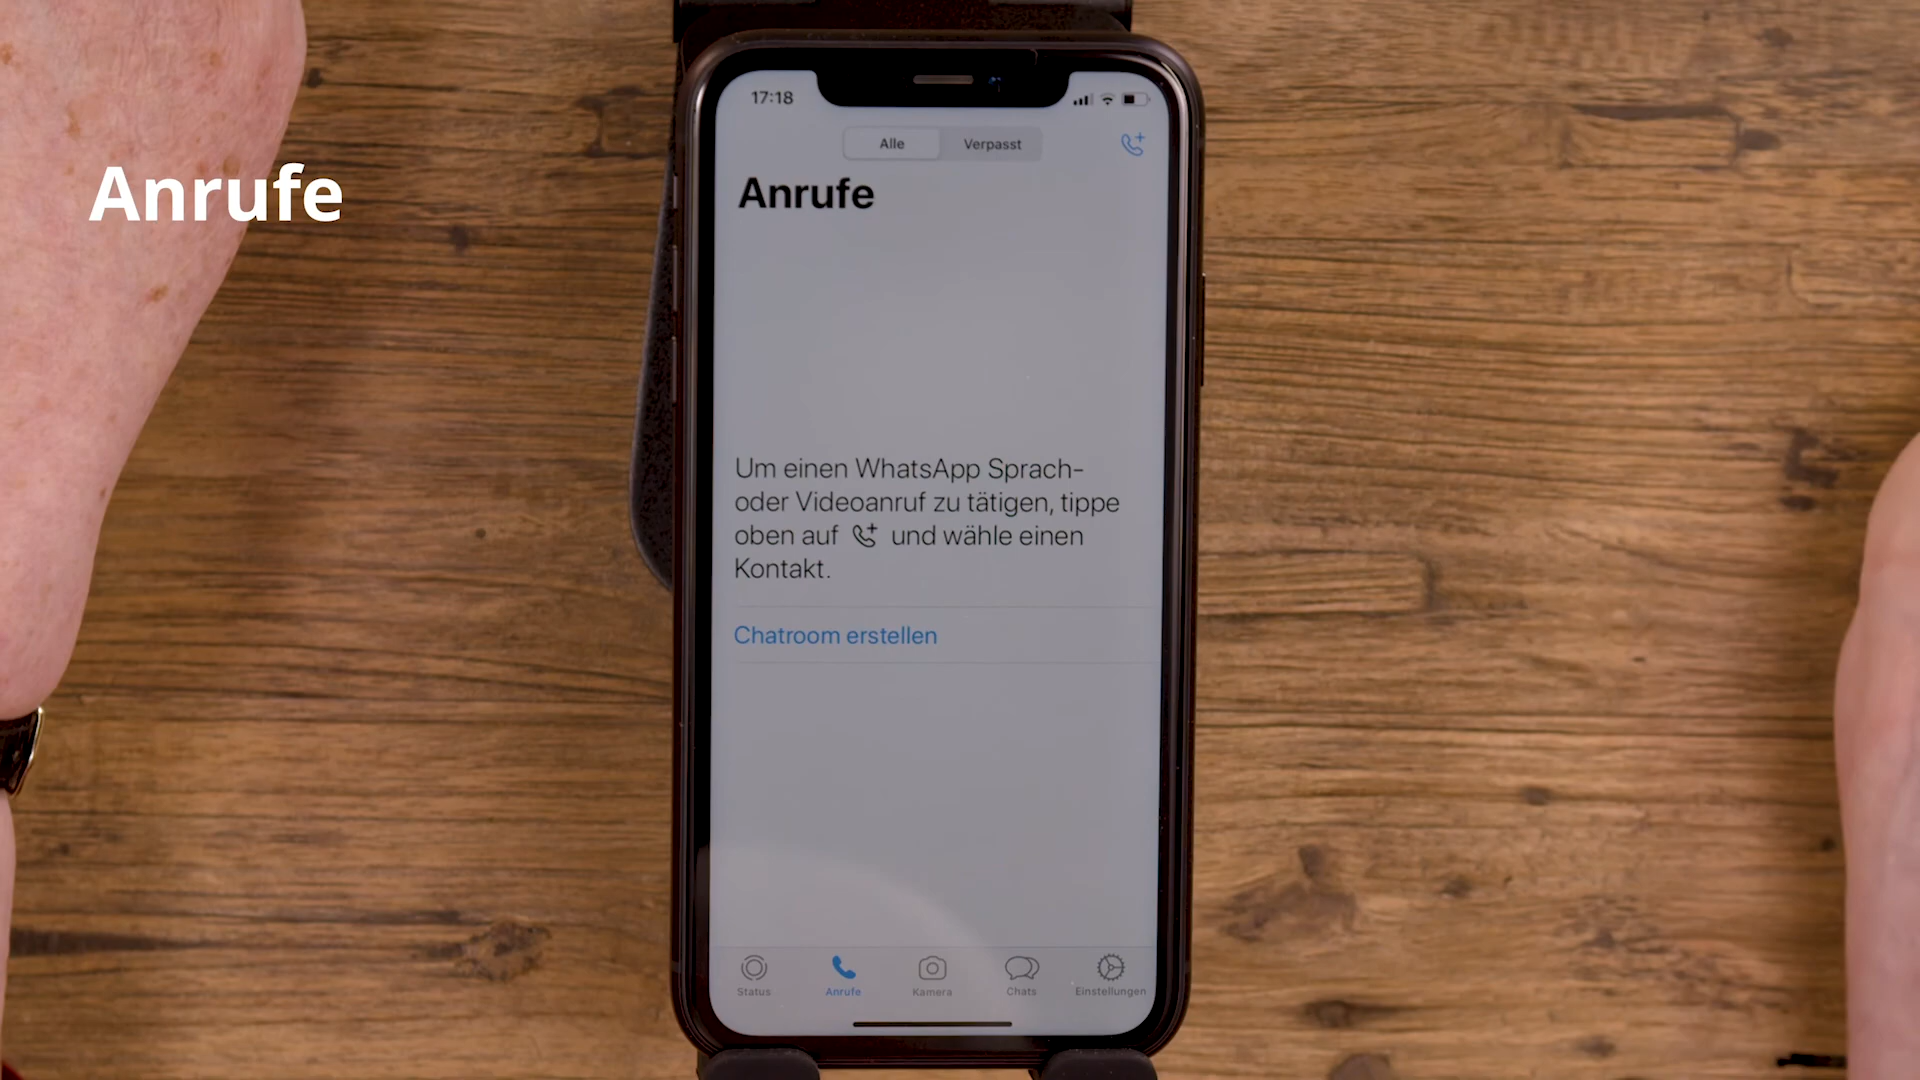 Anrufe
17:18
Alle Verpasst
Anrufe
Um einen WhatsApp Sprach-
oder Videoanruf zu tätigen, tippe
oben auf und wähle einen
Kontakt.
Chatroom erstellen
Status Anrufe Kamera Chats Einstellungen